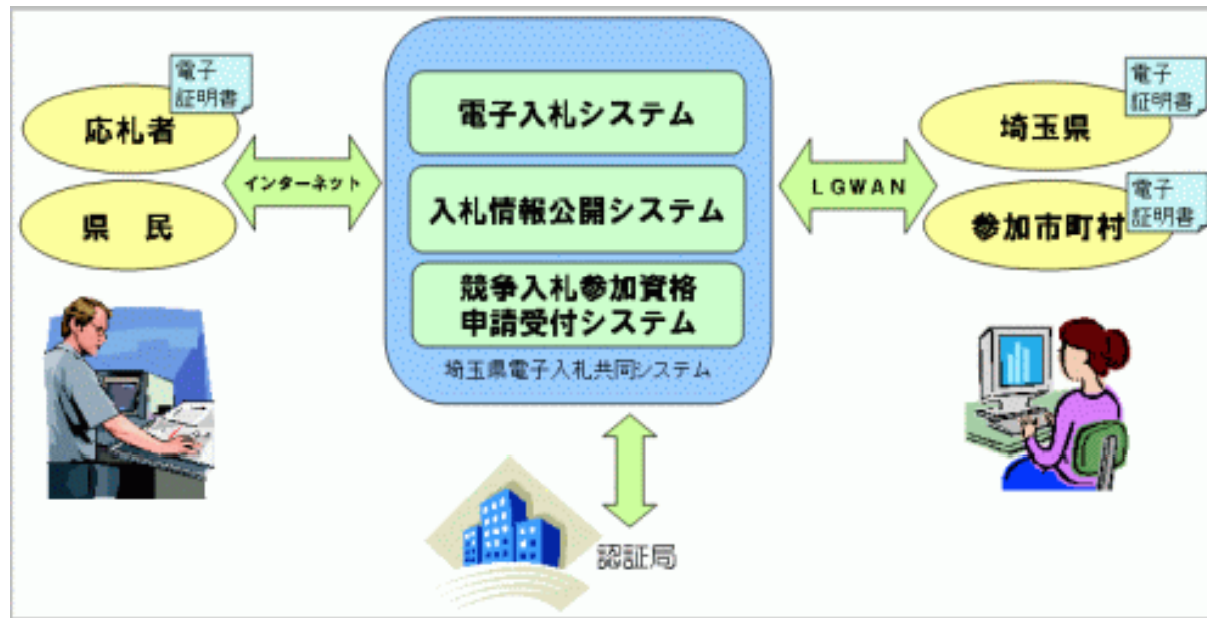 電子
証明書
応札者
県 民
インターネット
電子入札システム
入札情報公開システム
競争入札参加資格
申請受付システム
埼玉県電子入札共同システム
LGWAN
電子
証明書
埼玉県
電子
証明書
参加市町村
認証局